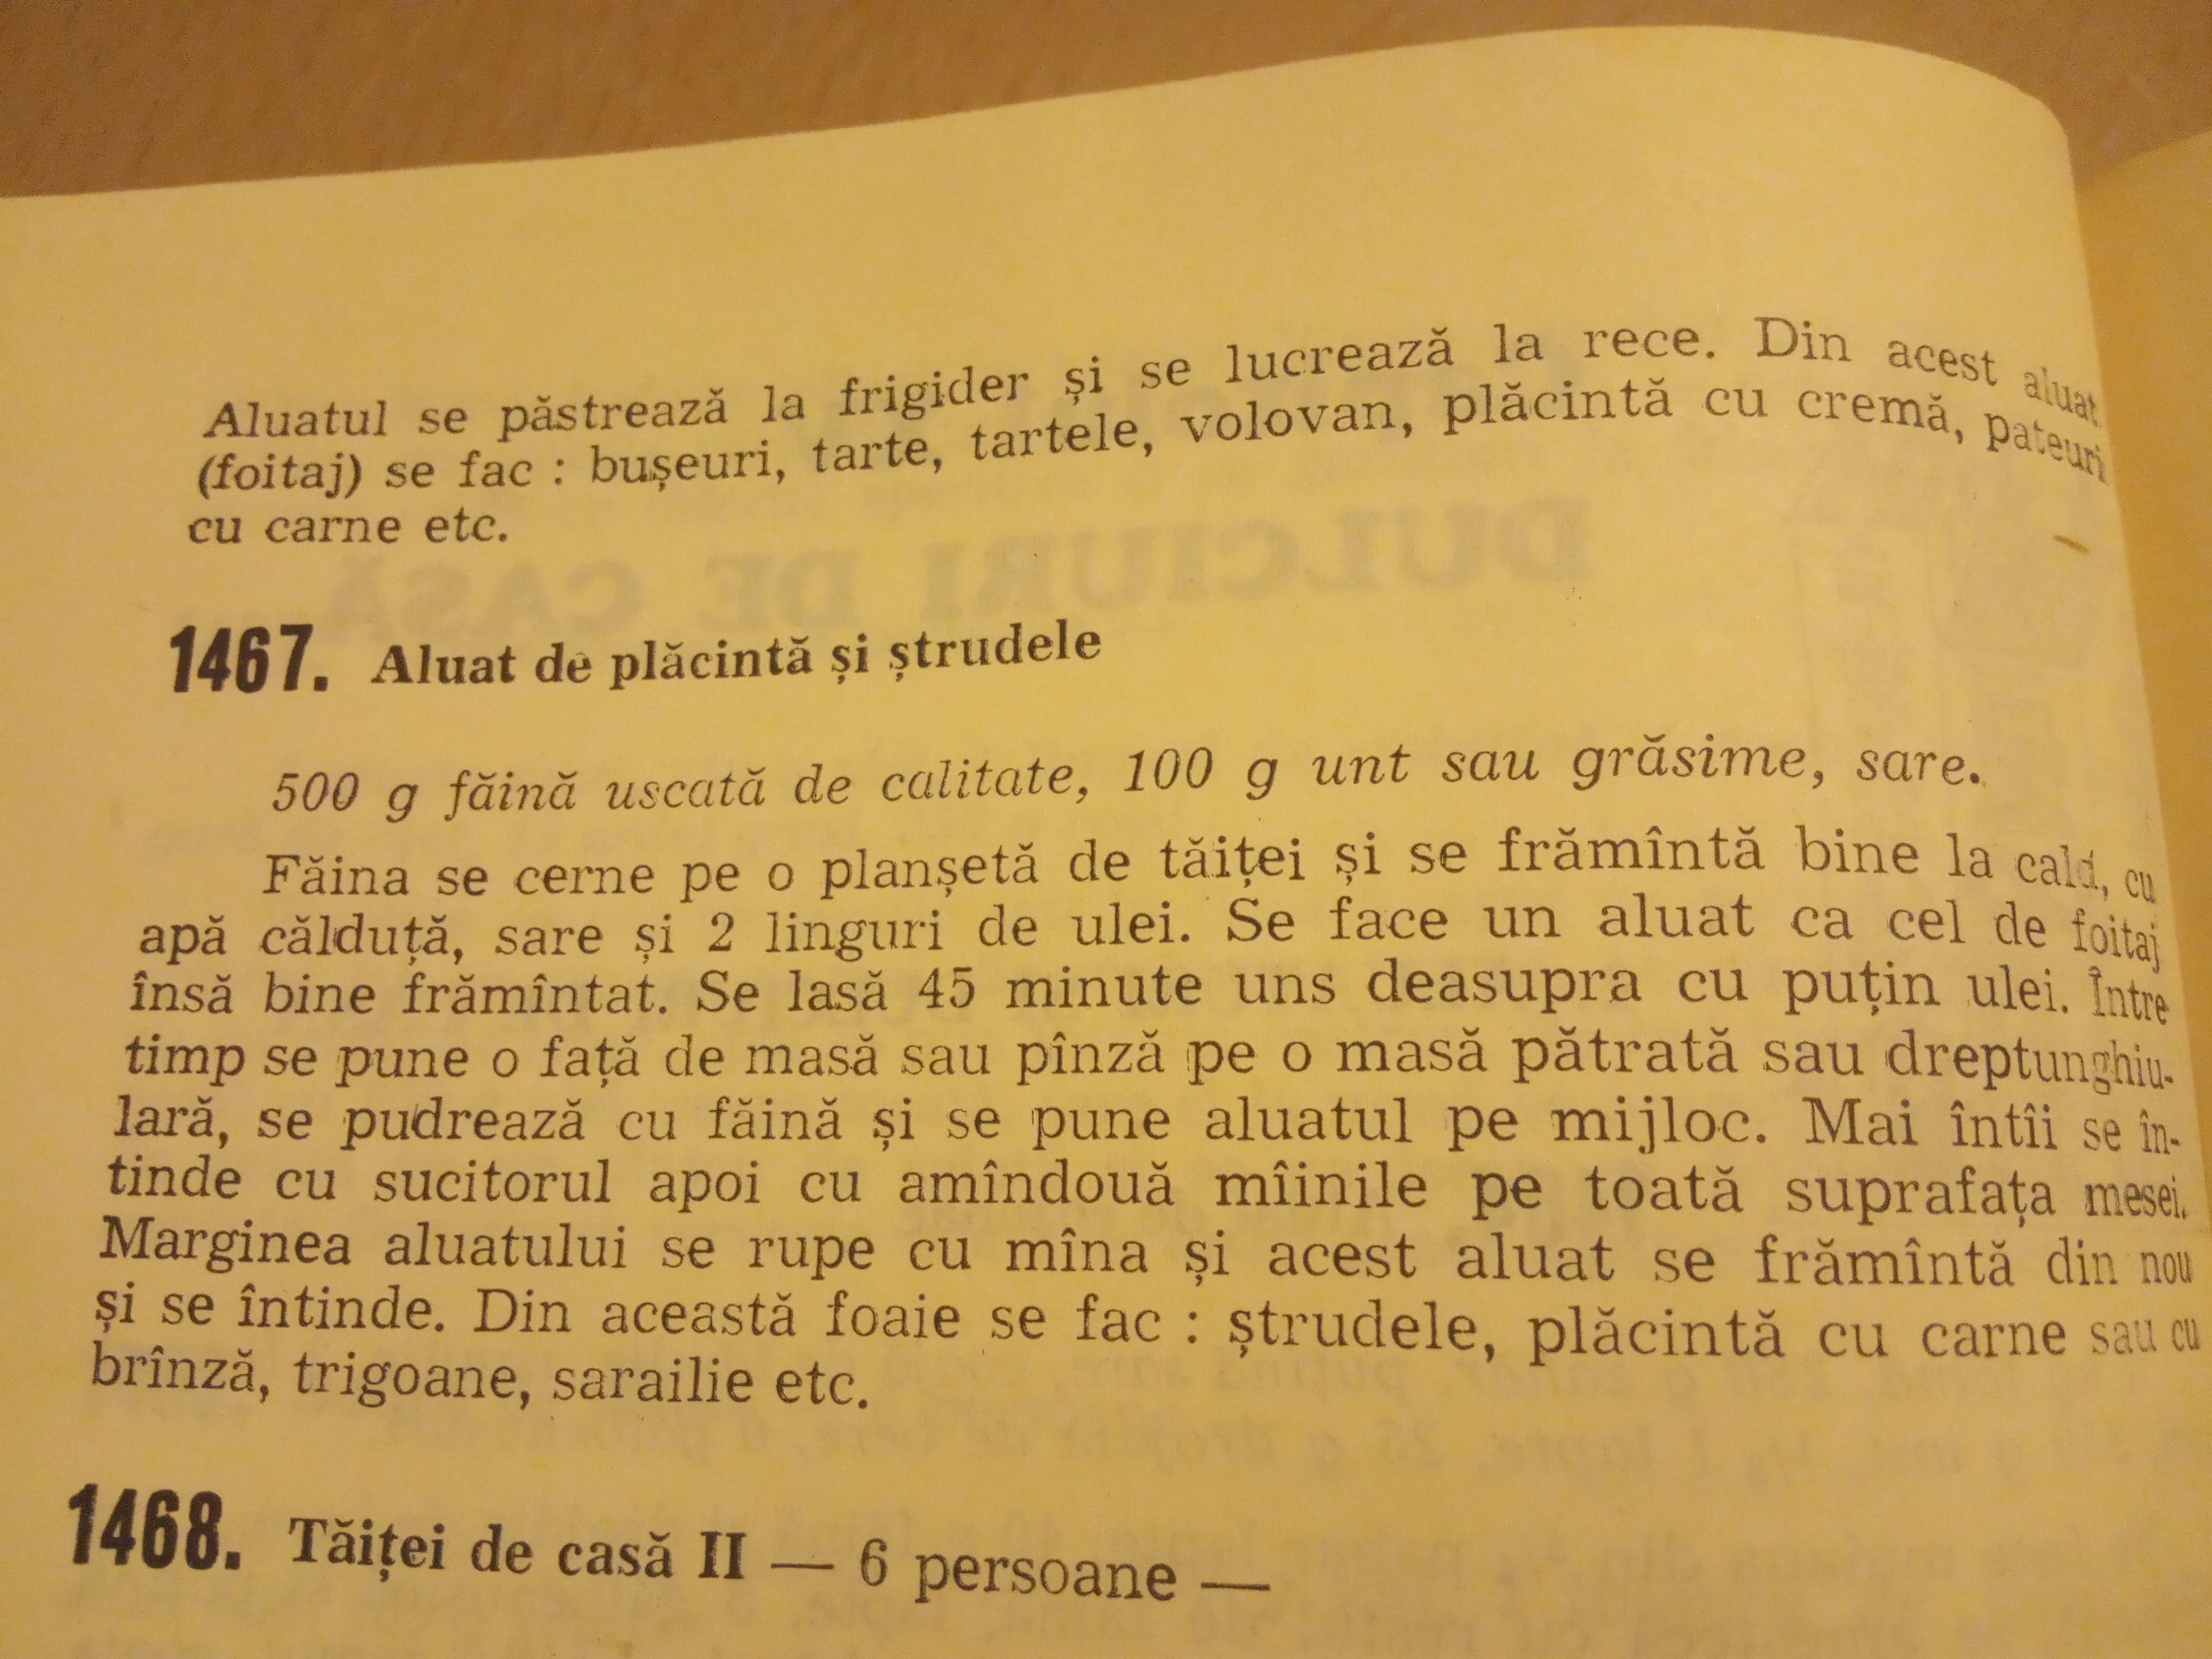 Aluatul se păstrează la frigider și se lucrează la rece. Din acest aluat
(foitaj) se fac : bușeuri, tarte, tartele, volovan, plăcintă cu cremă, pateuri
cu carne etc.
1467. Aluat de plăcintă și ștrudele
500 g făină uscată de calitate, 100 g unt sau grăsime, sare.
Făina se cerne pe o planșetă de tăiței și se frămîntă bine la cald, cu
apă călduță, sare și 2 linguri de ulei. Se face un aluat ca cel de foitaj
însă bine frămîntat. Se lasă 45 minute uns deasupra cu puțin ulei. Între
timp se pune o față de masă sau pînză pe o masă pătrată sau dreptunghiu-
lară, se pudrează cu făină și se pune aluatul pe mijloc. Mai întîi se în-
tinde cu sucitorul apoi cu amîndouă mîinile pe toată suprafața mesei.
Marginea aluatului se rupe cu mîna și acest aluat se frămîntă din nou
și se întinde. Din această foaie se fac : ștrudele, plăcintă cu carne sau cu
brînză, trigoane, sarailie etc.
1468. Tăiței de casă II — 6 persoane —